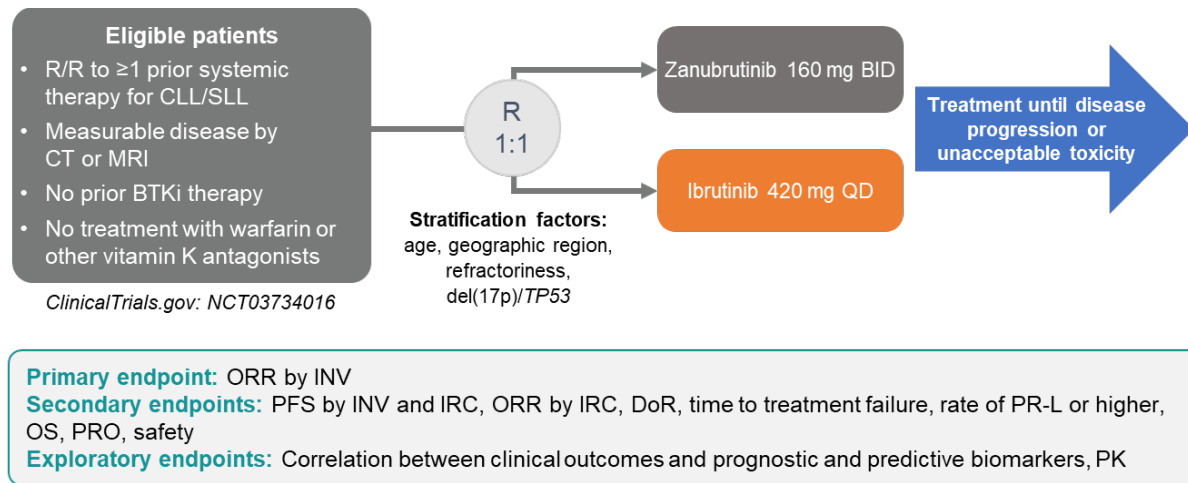 Eligible patients
• R/R to ≥1 prior systemic
therapy for CLL/SLL
• Measurable disease by
CT or MRI
• No prior BTKi therapy
• No treatment with warfarin or
other vitamin K antagonists
ClinicalTrials.gov: NCT03734016
R
1:1
Stratification factors:
age, geographic region,
refractoriness,
del(17p)/TP53
Zanubrutinib 160 mg BID
Ibrutinib 420 mg QD
Treatment until disease
progression or
unacceptable toxicity
Primary endpoint: ORR by INV
Secondary endpoints: PFS by INV and IRC, ORR by IRC, DoR, time to treatment failure, rate of PR-L or higher,
OS, PRO, safety
Exploratory endpoints: Correlation between clinical outcomes and prognostic and predictive biomarkers, PK